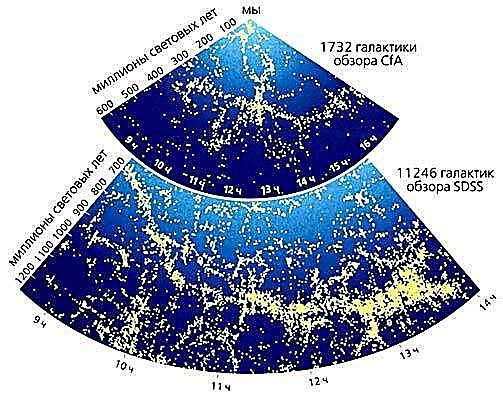 МЫ
МИЛЛИОНЫ СВЕТОВЫХ ЛЕТ
100
200
300
400
500
600
1732 галактики
обзора CfA
9 ч
10 ч
11 ч
12 ч
13 ч
14 ч
15 ч
16 ч
МИЛЛИОНЫ СВЕТОВЫХ ЛЕТ
700
800
900
1000
1100
1200
11246 галактик
обзора SDSS
9 ч
10 ч
11 ч
12 ч
13 ч
14 ч